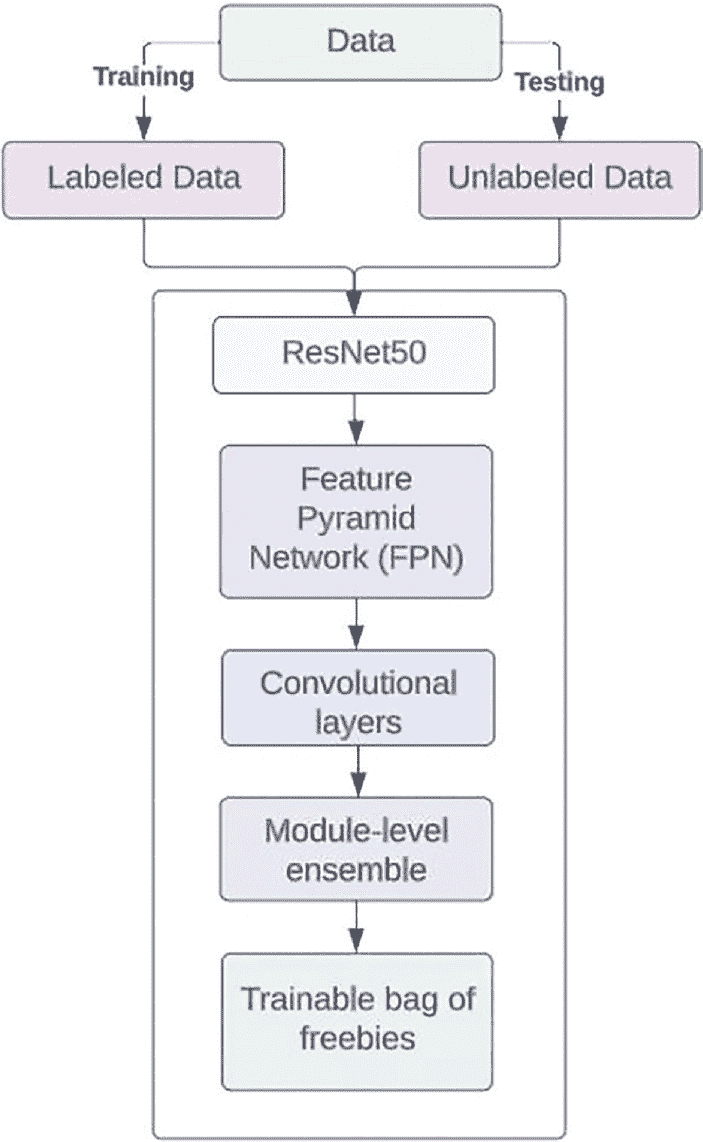 Data
Training
Testing
Labeled Data
Unlabeled Data
ResNet50
Feature
Pyramid
Network (FPN)
Convolutional
layers
Module-level
ensemble
Trainable bag of
freebies